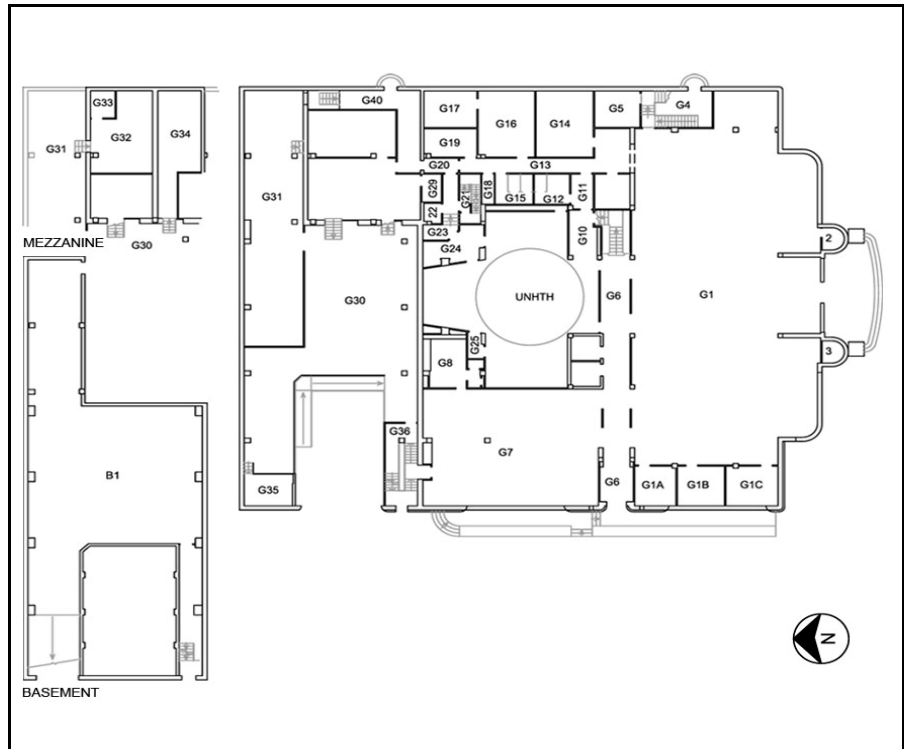 G33
G32
G34
G31
G30
MEZZANINE
G40
G17
G16
G14
G5
G4
G19
G31
G20
G13
G29
G21
G18
G15
G12
G11
22
G23
G24
G10
2
G30
UNHTH
G6
G1
G25
G8
3
G36
G7
B1
G35
G6
G1A
G1B
G1C
N
BASEMENT